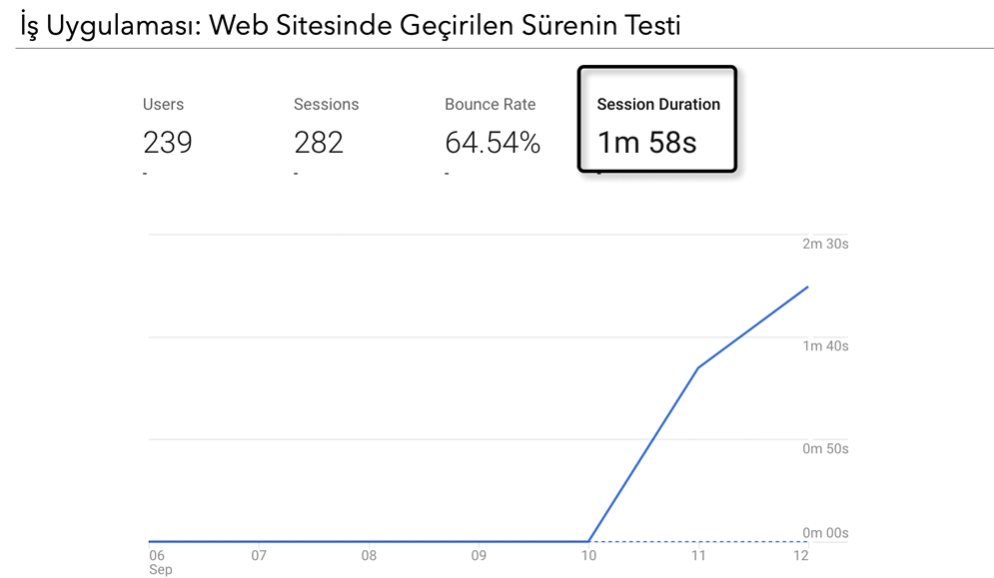 İş Uygulaması: Web Sitesinde Geçirilen Sürenin Testi
Users
Sessions
Bounce Rate
Session Duration
239
282
64.54%
1m 58s
-
-
-
2m 30s
1m 40s
0m 50s
0m 00s
06
07
08
09
10
11
12
Sep